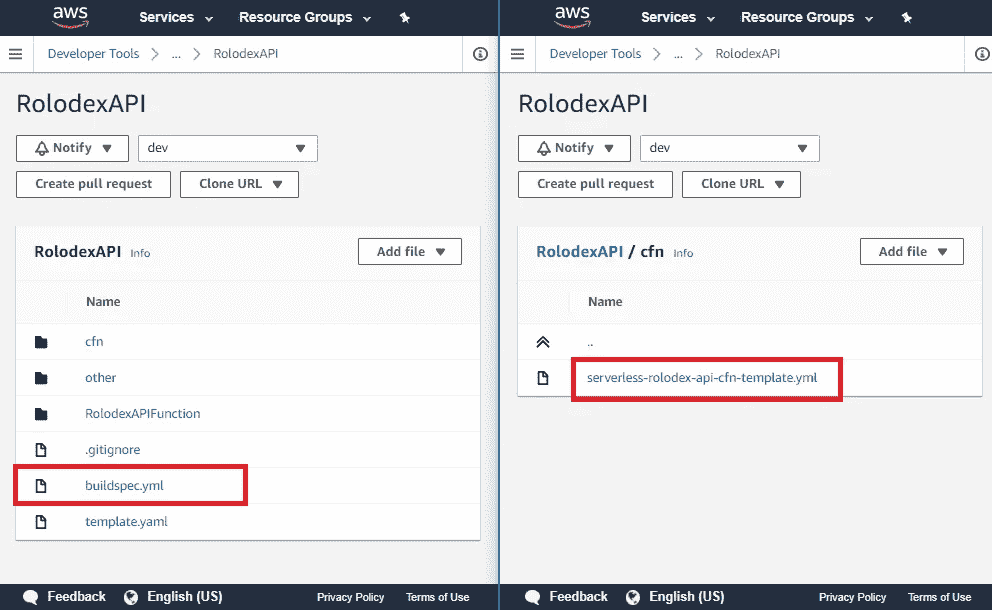 aws Services Resource Groups
Developer Tools ... RolodexAPI
RolodexAPI
Notify dev
Create pull request Clone URL
RolodexAPI Info Add file
Name
cfn
other
RolodexAPIFunction
.gitignore
buildspec.yml
template.yaml
Feedback English (US) Privacy Policy Terms of Use
aws Services Resource Groups
Developer Tools ... RolodexAPI
RolodexAPI
Notify dev
Create pull request Clone URL
RolodexAPI / cfn Info Add file
Name
..
serverless-rolodex-api-cfn-template.yml
Feedback English (US) Privacy Policy Terms of Use